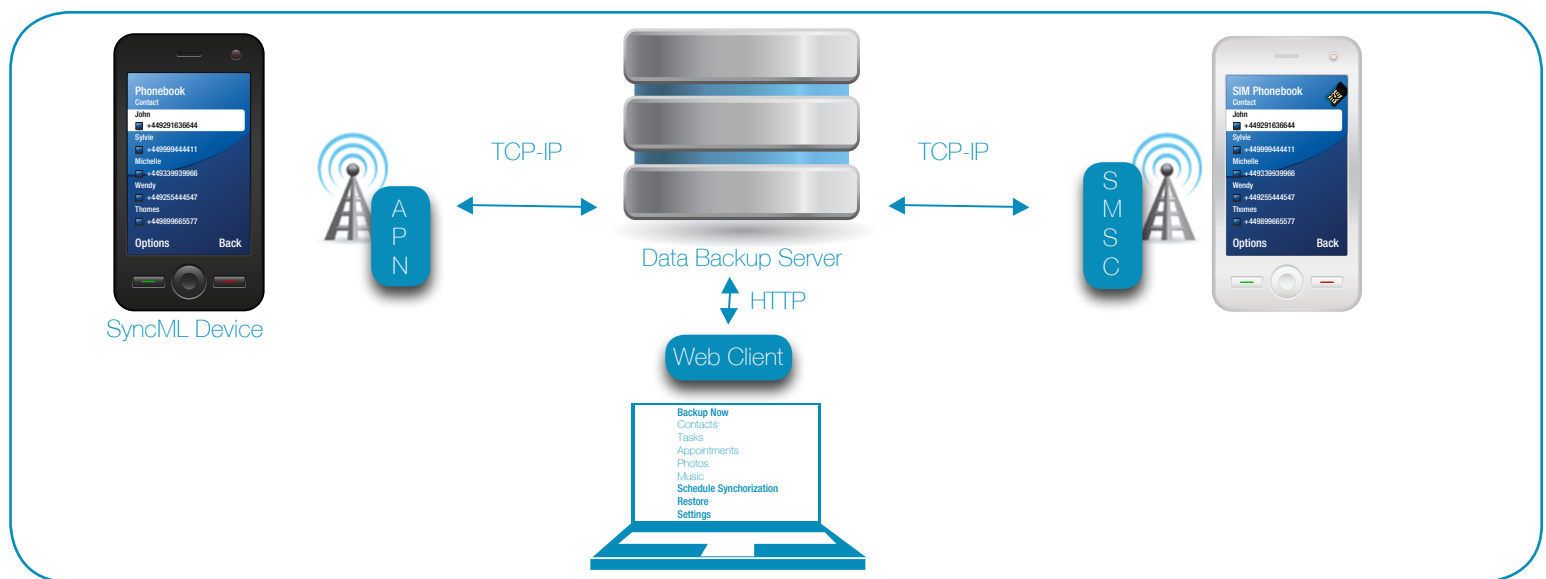 Phonebook
Contact
John
+449291636644
Sylvie
+449999444411
Michelle
+449339939966
Wendy
+449255444547
Thomes
+449899665577
Options Back
SyncML Device
A
P
N
TCP-IP
Data Backup Server
HTTP
Web Client
Backup Now
Contacts
Tasks
Appointments
Photos
Music
Schedule Synchorization
Restore
Settings
TCP-IP
S
M
S
C
SIM Phonebook
Contact
John
+449291636644
Sylvie
+449999444411
Michelle
+449339939966
Wendy
+449255444547
Thomes
+449899665577
Options Back